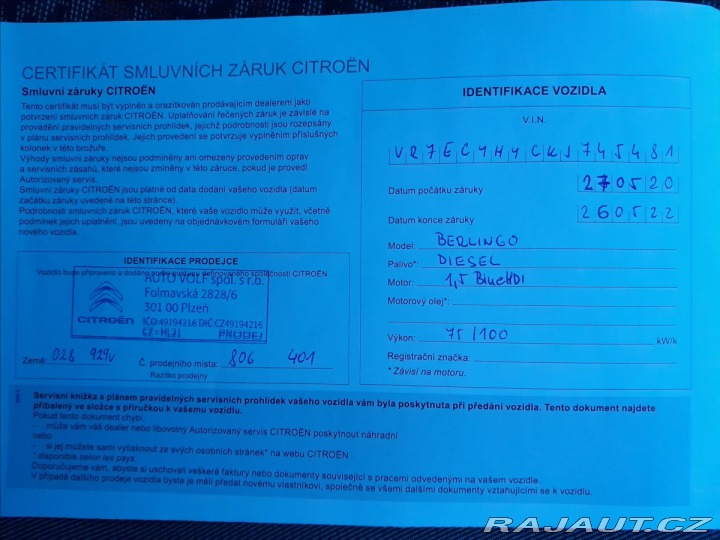 CERTIFIKÁT SMLUVNÍCH ZÁRUK CITROËN
Smluvní záruky CITROËN
Tento certifikát musí být vyplněn a orazítkován prodávajícím dealerem jako
potvrzení smluvních záruk CITROËN. Uplatňování řečených záruk je závislé na
provádění pravidelných servisních prohlídek, jejichž podrobnosti jsou rozepsány
v plánu servisních prohlídek. Jejich provedení se potvrzuje vyplněním příslušných
kolonek v této brožuře.
Výhody smluvní záruky nejsou podmíněny ani omezeny provedením oprav
a servisních zásahů, které nejsou zmíněny v této záruce, pokud je provedl
Autorizovaný servis.
Smluvní záruky CITROËN jsou platné od data dodání vašeho vozidla (datum
začátku záruky uvedené na této stránce).
Podrobnosti smluvních záruk CITROËN, které vaše vozidlo může využít, včetně
podmínek jejich uplatnění, jsou uvedeny na objednávkovém formuláři vašeho
nového vozidla.
IDENTIFIKACE PRODEJCE
Vozidlo bude připraveno a dodáno podle postupů definovaného společností CITROËN.
AUTO VOLF spol. s r.o.
Folmavská 2828/6
301 00 Plzeň
CITROËN
IČO:49194216 DIČ:CZ49194216
PRODEJ
Země: 028 929v Č. prodejního místa: 806 401
Razítko prodejny
IDENTIFIKACE VOZIDLA
V.I.N.
VR7ECYHYCKJ745481
Datum počátku záruky 270520
Datum konce záruky 260522
Model: BERLINGO
Palivo*: DIESEL
Motor: 1,5 BlueHDI
Motorový olej*:
Výkon: 75/100 kW/k
Registrační značka:
* Závisí na motoru.
Servisní knížka s plánem pravidelných servisních prohlídek vašeho vozidla vám byla poskytnuta při předání vozidla. Tento dokument najdete
přibalený ve složce s příručkou k vašemu vozidlu.
Pokud tento dokument chybí,
- může vám váš dealer nebo libovolný Autorizovaný servis CITROËN poskytnout náhradní
nebo
- si jej můžete sami vytisknout ze svých osobních stránek* na webu CITROËN .
* disponible selon les pays.
Doporučujeme vám, abyste si uschovali veškeré faktury nebo dokumenty související s pracemi odvedenými na vašem vozidle.
V případě dalšího prodeje vozidla byste je měli předat novému vlastníkovi, společně se všemi dalšími dokumenty vztahujícími se k vozidlu.
RAJAUT.CZ